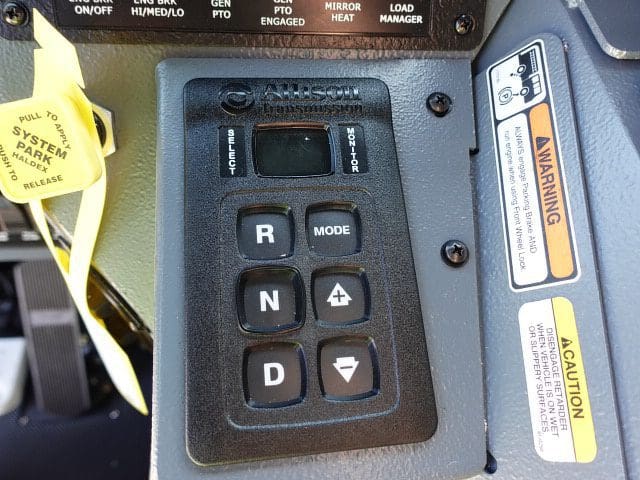 ENG BRK
ON/OFF
ENG BRK
HI/MED/LO
GEN
PTO
GEN
PTO
ENGAGED
MIRROR
HEAT
LOAD
MANAGER
PULL TO APPLY
SYSTEM
PARK
HALDEX
PUSH TO
RELEASE
Allison
Transmission
SELECT
MONITOR
R
MODE
N
D
WARNING
ALWAYS engage Parking Brake AND
run engine when using Front Wheel Lock.
CAUTION
DISENGAGE RETARDER
WHEN VEHICLE IS ON WET
OR SLIPPERY SURFACES.